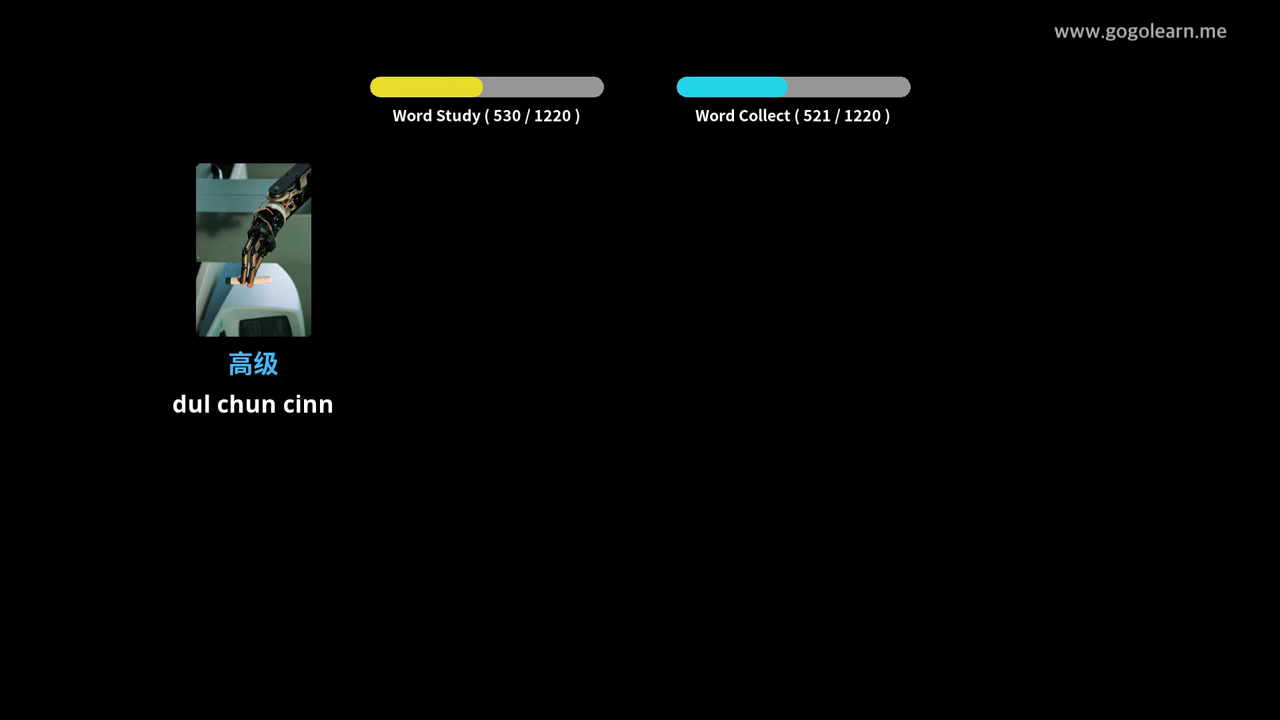 www.gogolearn.me
Word Study ( 530 / 1220 )
Word Collect ( 521 / 1220 )
高级
dul chun cinn